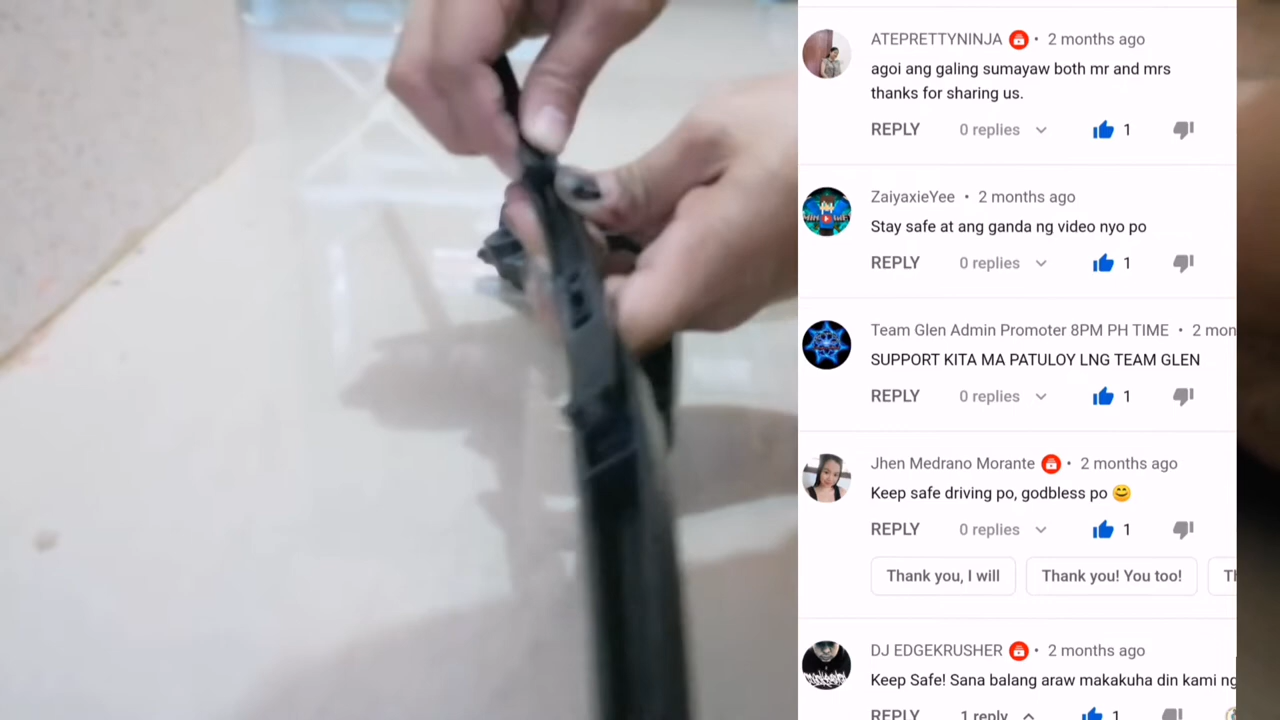 ATEPRETTYNINJA • 2 months ago
agoi ang galing sumayaw both mr and mrs
thanks for sharing us.
REPLY 0 replies 1
ZaiyaxieYee • 2 months ago
Stay safe at ang ganda ng video nyo po
REPLY 0 replies 1
Team Glen Admin Promoter 8PM PH TIME • 2 mon
SUPPORT KITA MA PATULOY LNG TEAM GLEN
REPLY 0 replies 1
Jhen Medrano Morante • 2 months ago
Keep safe driving po, godbless po 😊
REPLY 0 replies 1
Thank you, I will Thank you! You too!
DJ EDGEKRUSHER • 2 months ago
Keep Safe! Sana balang araw makakuha din kami ng
REPLY 1 reply 1